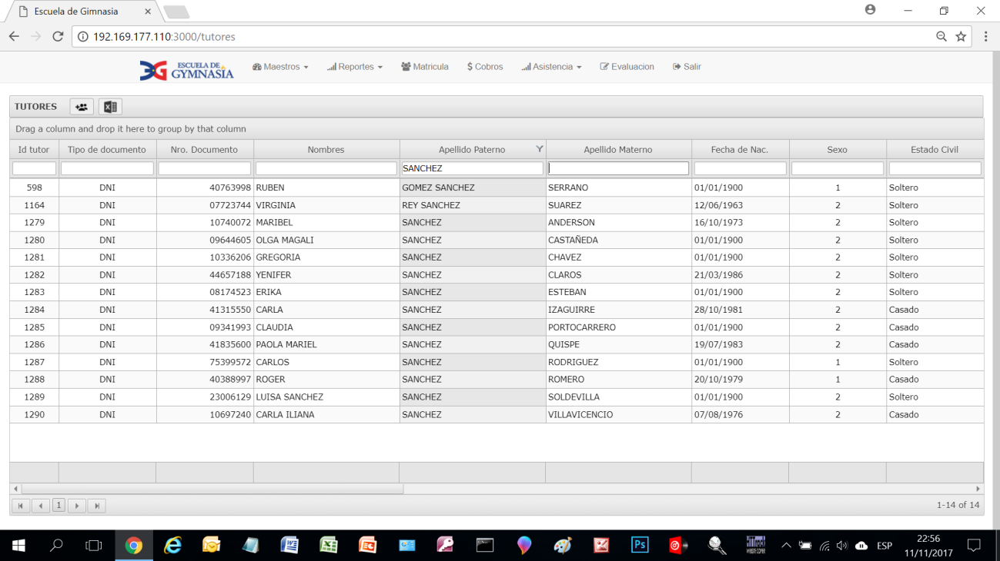 Escuela de Gimnasia
192.169.177.110:3000/tutores
ESCUELA DE GYMNASIA Maestros Reportes Matricula $ Cobros Asistencia Evaluacion Salir
TUTORES
Drag a column and drop it here to group by that column
Id tutor Tipo de documento Nro. Documento Nombres Apellido Paterno Apellido Materno Fecha de Nac. Sexo Estado Civil
SANCHEZ
598 DNI 40763998 RUBEN GOMEZ SANCHEZ SERRANO 01/01/1900 1 Soltero
1164 DNI 07723744 VIRGINIA REY SANCHEZ SUAREZ 12/06/1963 2 Soltero
1279 DNI 10740072 MARIBEL SANCHEZ ANDERSON 16/10/1973 2 Soltero
1280 DNI 09644605 OLGA MAGALI SANCHEZ CASTAÑEDA 01/01/1900 2 Soltero
1281 DNI 10336206 GREGORIA SANCHEZ CHAVEZ 01/01/1900 2 Soltero
1282 DNI 44657188 YENIFER SANCHEZ CLAROS 21/03/1986 2 Soltero
1283 DNI 08174523 ERIKA SANCHEZ ESTEBAN 01/01/1900 2 Soltero
1284 DNI 41315550 CARLA SANCHEZ IZAGUIRRE 28/10/1981 2 Casado
1285 DNI 09341993 CLAUDIA SANCHEZ PORTOCARRERO 01/01/1900 2 Casado
1286 DNI 41835600 PAOLA MARIEL SANCHEZ QUISPE 19/07/1983 2 Casado
1287 DNI 75399572 CARLOS SANCHEZ RODRIGUEZ 01/01/1900 1 Soltero
1288 DNI 40388997 ROGER SANCHEZ ROMERO 20/10/1979 1 Casado
1289 DNI 23006129 LUISA SANCHEZ SANCHEZ SOLDEVILLA 01/01/1900 2 Soltero
1290 DNI 10697240 CARLA ILIANA SANCHEZ VILLAVICENCIO 07/08/1976 2 Casado
1 1-14 of 14
Ps ESP 22:56
11/11/2017